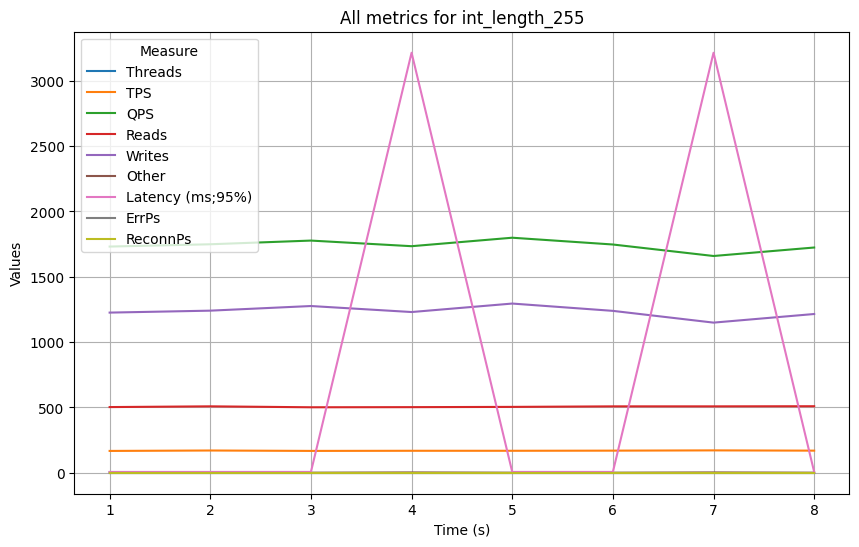 All metrics for int_length_255
Measure
Threads
TPS
QPS
Reads
Writes
Other
Latency (ms;95%)
ErrPs
ReconnPs
Values
3000
2500
2000
1500
1000
500
0
1 2 3 4 5 6 7 8
Time (s)